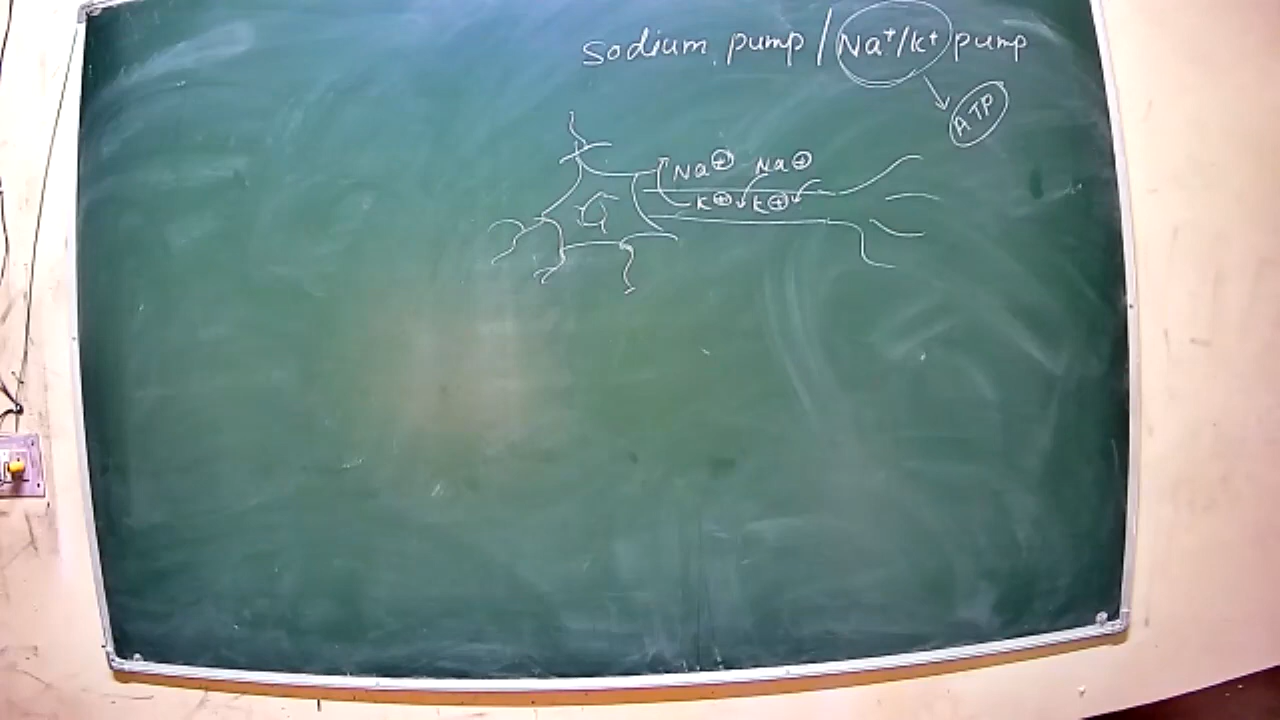 sodium pump / Na⁺/K⁺ pump
ATP
Na⊕ Na⊕
K⊕ K⊕